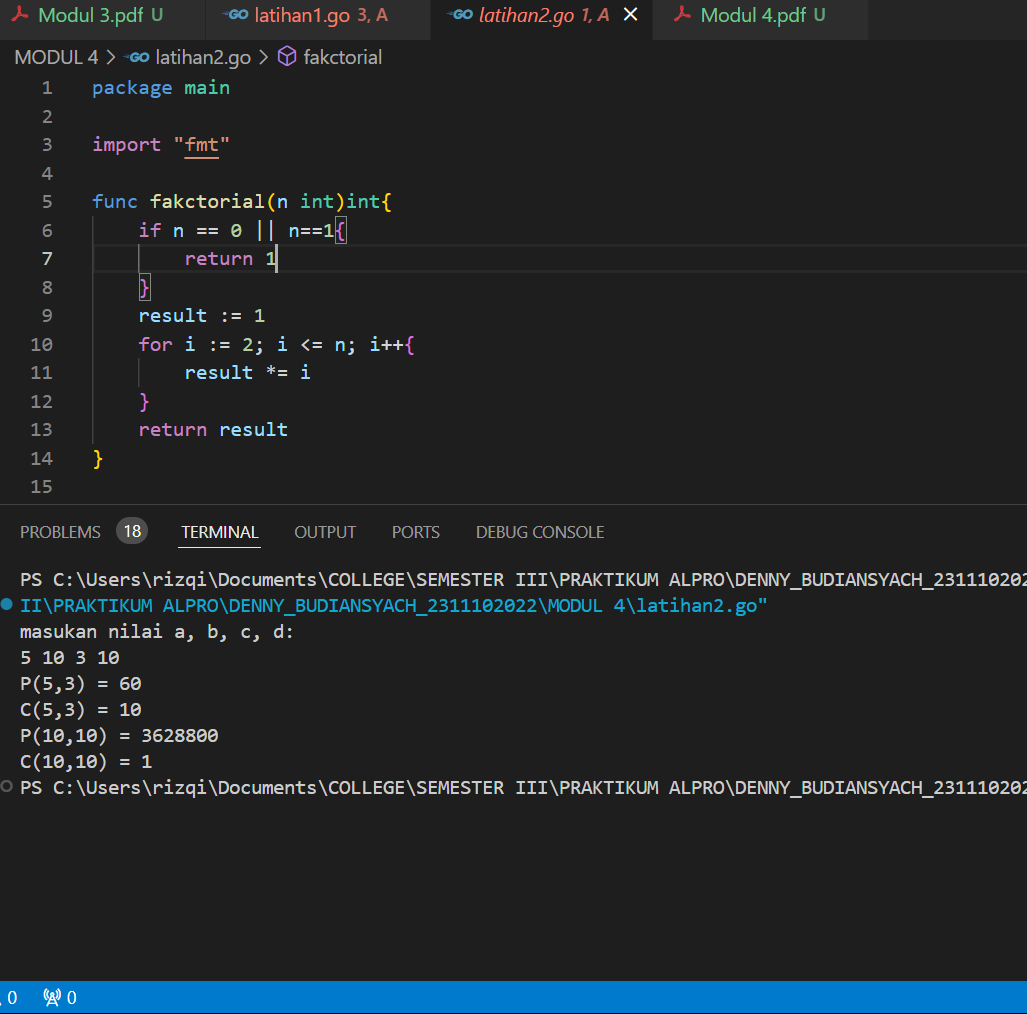 Modul 3.pdf U GO latihan1.go 3, A GO latihan2.go 1, A Modul 4.pdf U
MODUL 4 > GO latihan2.go > fakctorial
1 package main
2
3 import "fmt"
4
5 func fakctorial(n int)int{
6 if n == 0 || n==1{
7 return 1
8 }
9 result := 1
10 for i := 2; i <= n; i++{
11 result *= i
12 }
13 return result
14 }
15
PROBLEMS 18 TERMINAL OUTPUT PORTS DEBUG CONSOLE
PS C:\Users\rizqi\Documents\COLLEGE\SEMESTER III\PRAKTIKUM ALPRO\DENNY_BUDIANSYACH_231110202
II\PRAKTIKUM ALPRO\DENNY_BUDIANSYACH_2311102022\MODUL 4\latihan2.go"
masukan nilai a, b, c, d:
5 10 3 10
P(5,3) = 60
C(5,3) = 10
P(10,10) = 3628800
C(10,10) = 1
PS C:\Users\rizqi\Documents\COLLEGE\SEMESTER III\PRAKTIKUM ALPRO\DENNY_BUDIANSYACH_231110202
0 0